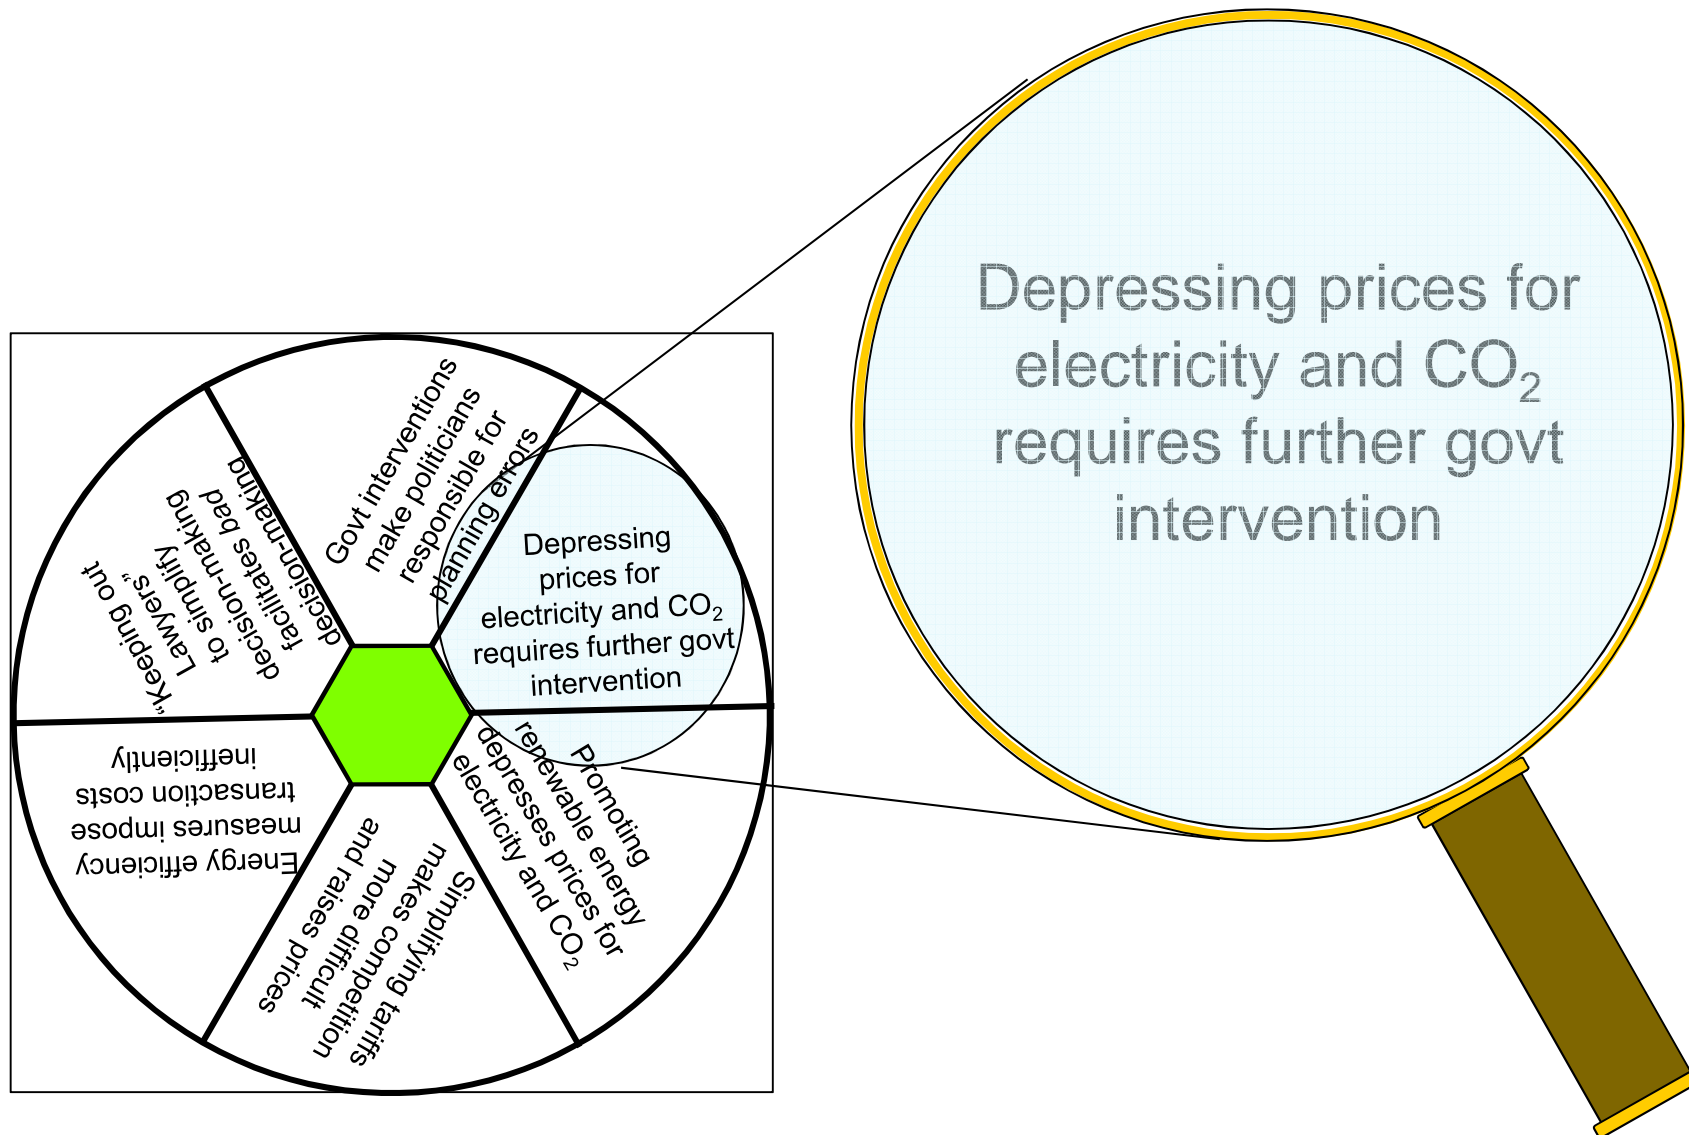 Govt interventions
make politicians
responsible for
planning errors
Depressing
prices for
electricity and CO₂
requires further govt
intervention
Promoting
renewable energy
depresses prices for
electricity and CO₂
Simplifying tariffs
makes competition
more difficult
and raises prices
Energy efficiency
measures impose
transaction costs
inefficiently
“Keeping out
Lawyers”
to simplify
decision-making
facilitates bad
decision-making
Depressing prices for
electricity and CO₂
requires further govt
intervention